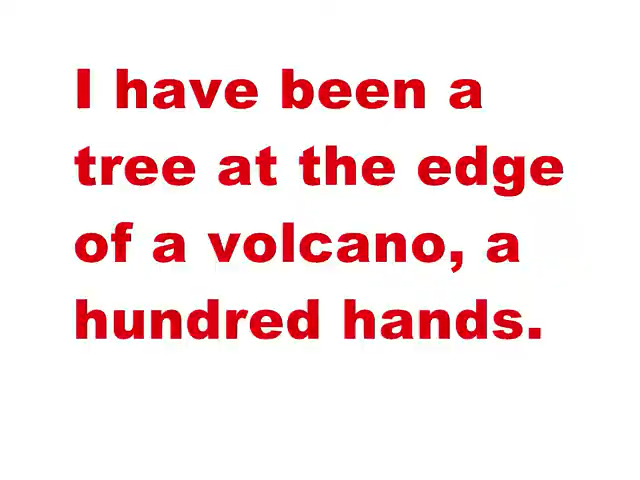 I have been a
tree at the edge
of a volcano, a
hundred hands.